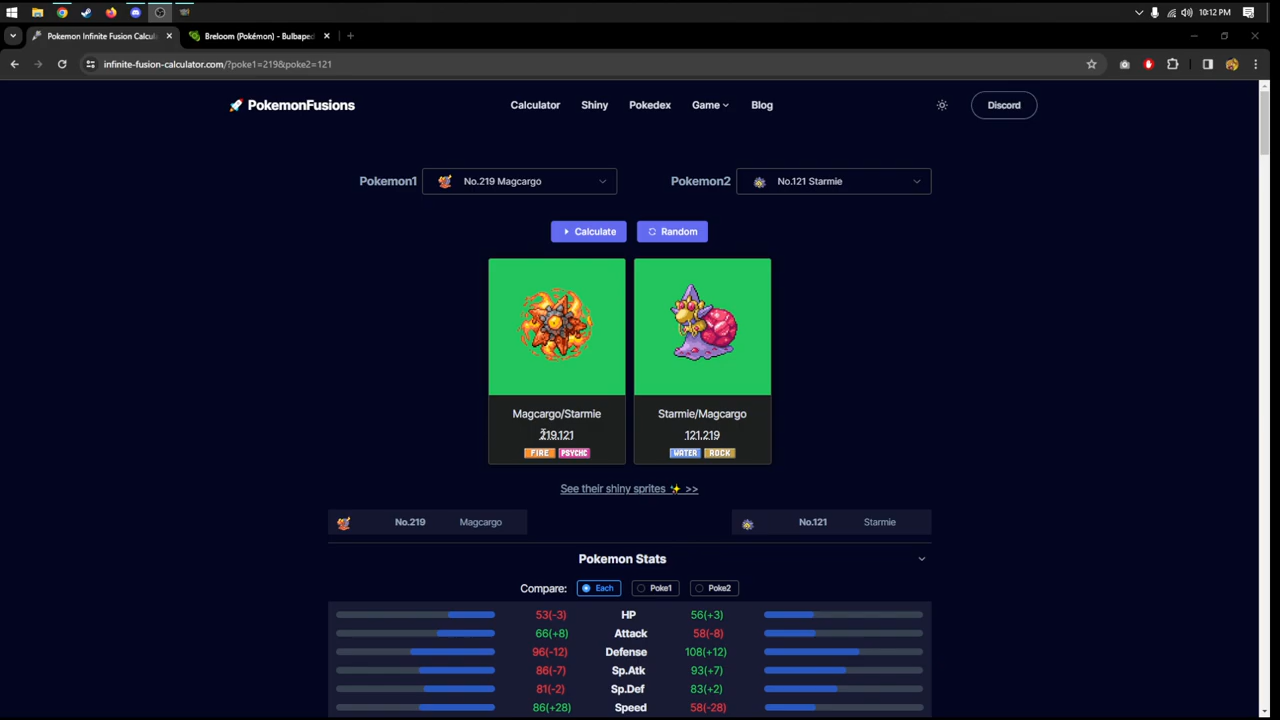 10:12 PM
Pokemon Infinite Fusion Calcul
Breloom (Pokémon) - Bulbaped
infinite-fusion-calculator.com/?poke1=219&poke2=121
PokemonFusions
Calculator
Shiny
Pokedex
Game
Blog
Discord
Pokemon1
No.219 Magcargo
Pokemon2
No.121 Starmie
Calculate
Random
Magcargo/Starmie
219.121
FIRE PSYCHC
Starmie/Magcargo
121.219
WATER ROCK
See their shiny sprites ✨ >>
No.219 Magcargo
No.121 Starmie
Pokemon Stats
Compare: Each Poke1 Poke2
53(-3) HP 56(+3)
66(+8) Attack 58(-8)
96(-12) Defense 108(+12)
86(-7) Sp.Atk 93(+7)
81(-2) Sp.Def 83(+2)
86(+28) Speed 58(-28)